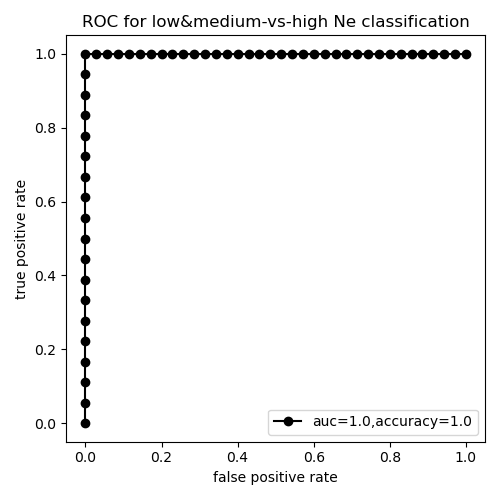 ROC for low&medium-vs-high Ne classification
1.0
0.8
0.6
0.4
0.2
0.0
true positive rate
auc=1.0,accuracy=1.0
0.0 0.2 0.4 0.6 0.8 1.0
false positive rate